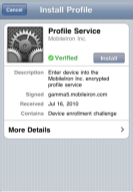 Cancel
Install Profile
Profile Service
MobileIron Inc.
Verified
Install
Description Enter device into the
MobileIron Inc. encrypted
profile service
Signed gamma5.mobileiron.com
Received Jul 16, 2010
Contains Device enrollment challenge
More Details